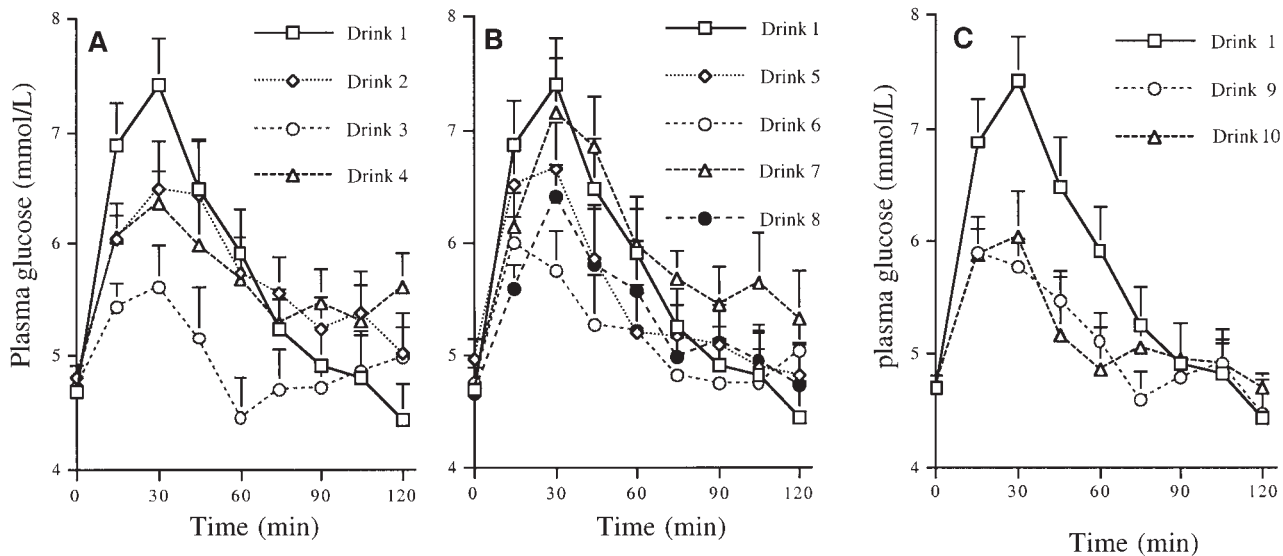 A
Plasma glucose (mmol/L)
8
7
6
5
4
0
30
60
90
120
Time (min)
Drink 1
Drink 2
Drink 3
Drink 4
B
8
7
6
5
4
0
30
60
90
120
Time (min)
Drink 1
Drink 5
Drink 6
Drink 7
Drink 8
C
plasma glucose (mmol/L)
8
7
6
5
4
0
30
60
90
120
Time (min)
Drink 1
Drink 9
Drink 10